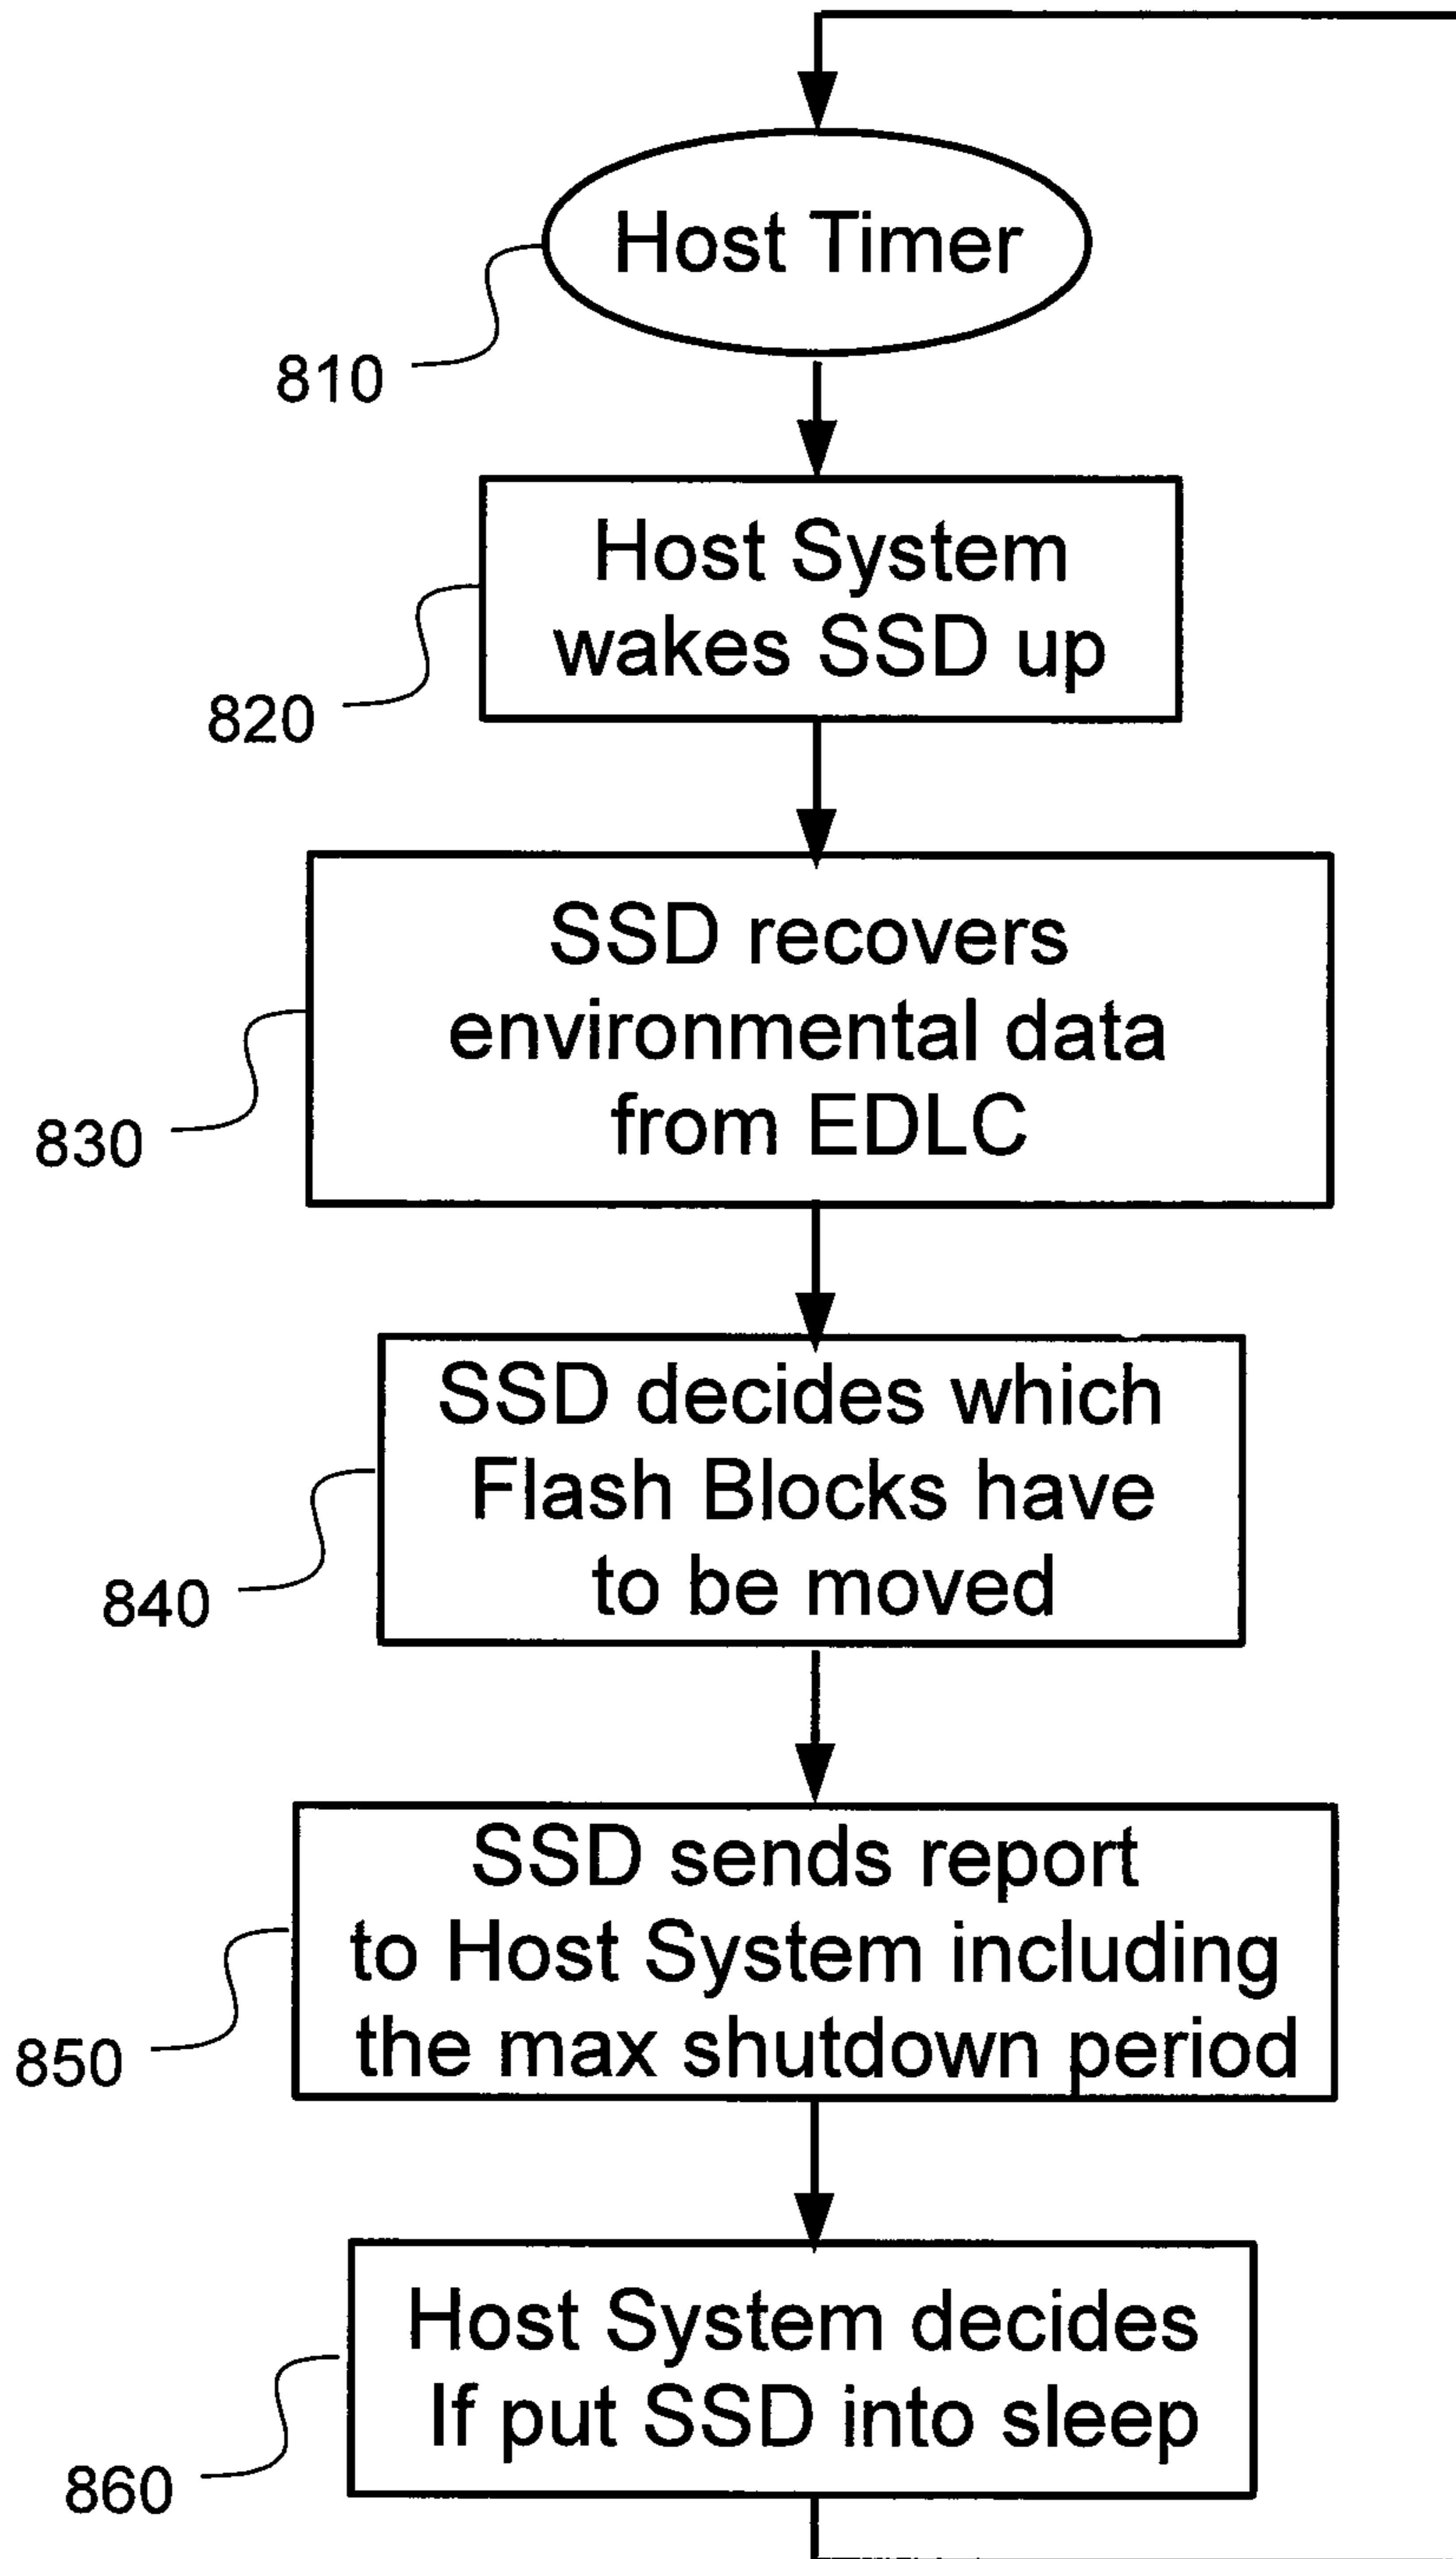 Host Timer
810
Host System
wakes SSD up
820
SSD recovers
environmental data
from EDLC
830
SSD decides which
Flash Blocks have
to be moved
840
SSD sends report
to Host System including
the max shutdown period
850
Host System decides
If put SSD into sleep
860